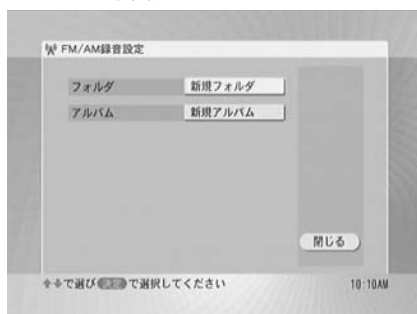 FM/AM録音設定
フォルダ 新規フォルダ
アルバム 新規アルバム
閉じる
↑↓で選び 決定 で選択してください 10:10AM